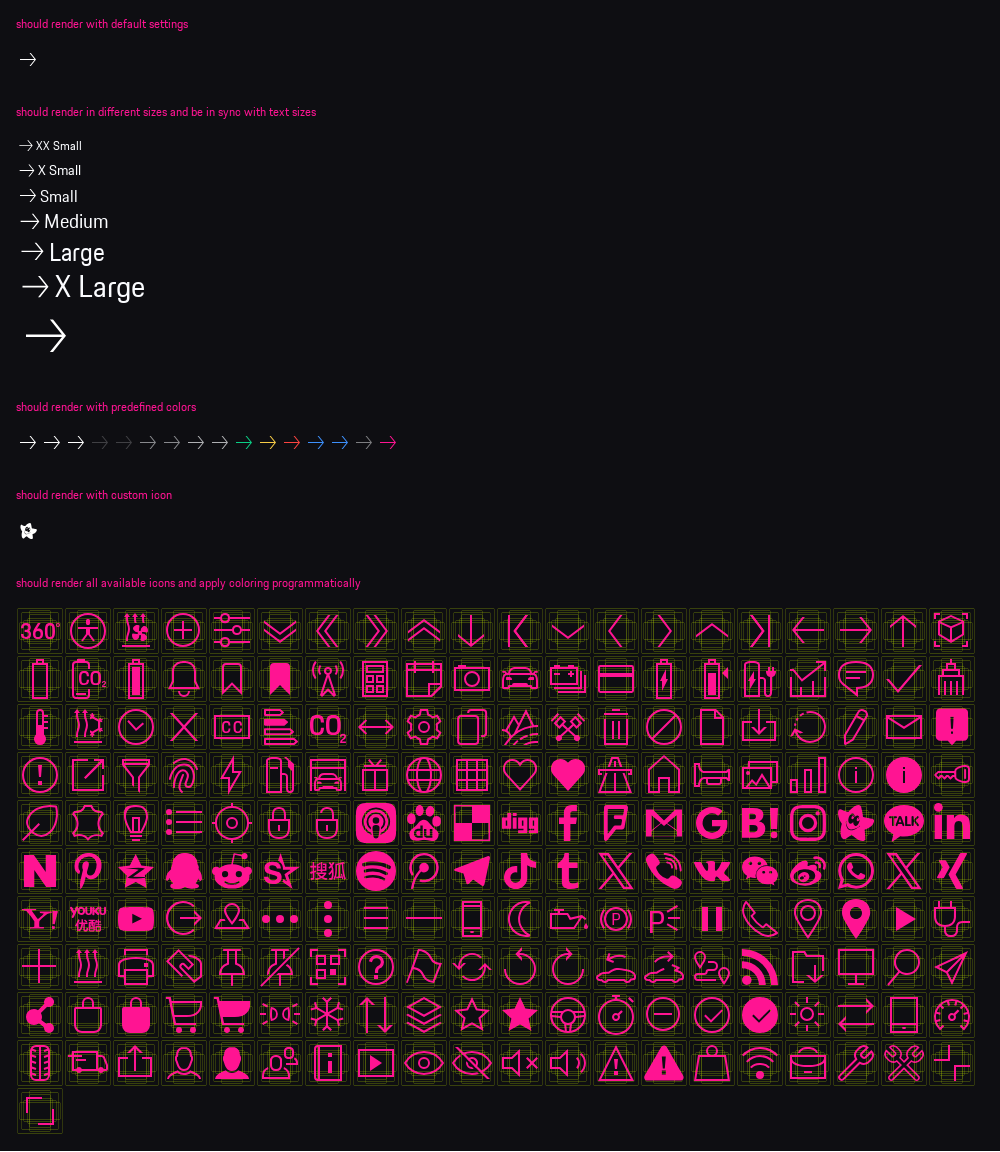 should render with default settings
should render in different sizes and be in sync with text sizes
XX Small
X Small
Small
Medium
Large
X Large
should render with predefined colors
should render with custom icon
should render all available icons and apply coloring programmatically
360°
CO2
CC
CO2
du
digg
B!
TALK
in
搜狐
Y!
YOUKU
优酷
P
P